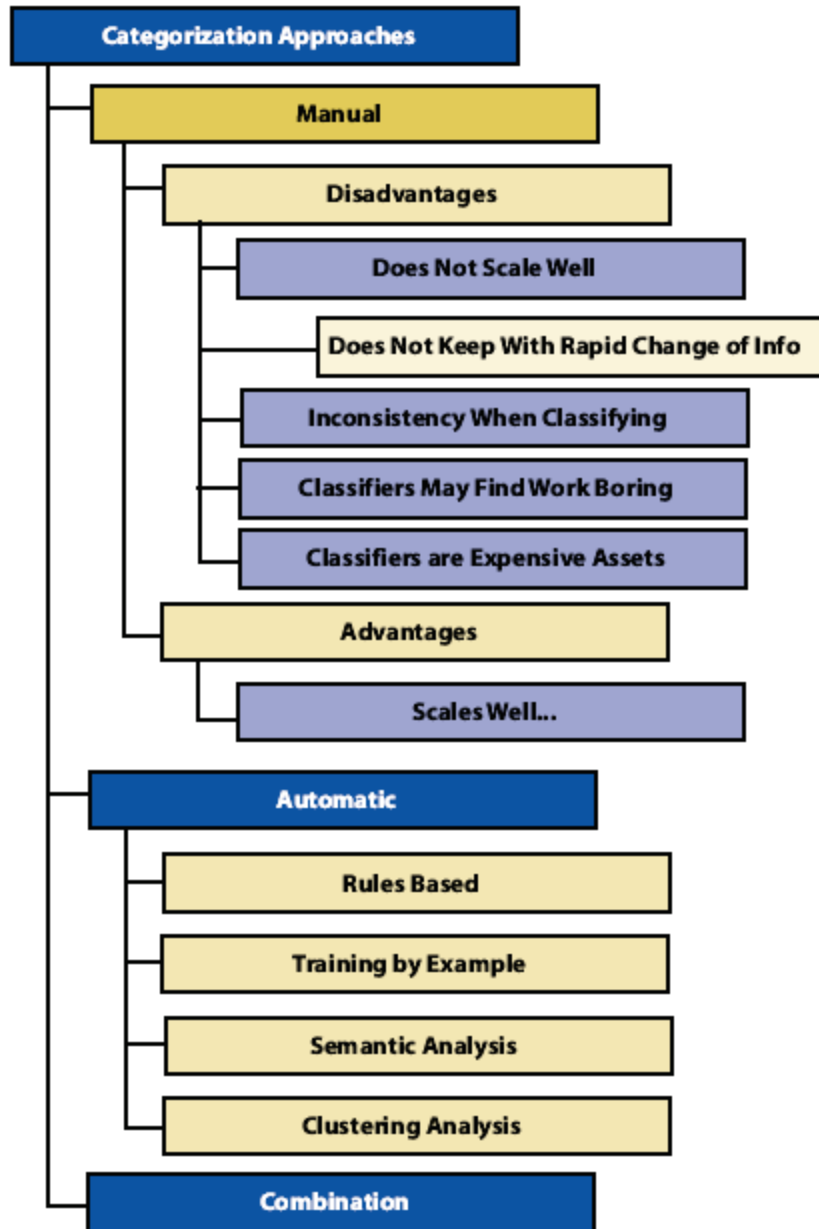 Categorization Approaches
Manual
Disadvantages
Does Not Scale Well
Does Not Keep With Rapid Change of Info
Inconsistency When Classifying
Classifiers May Find Work Boring
Classifiers are Expensive Assets
Advantages
Scales Well...
Automatic
Rules Based
Training by Example
Semantic Analysis
Clustering Analysis
Combination